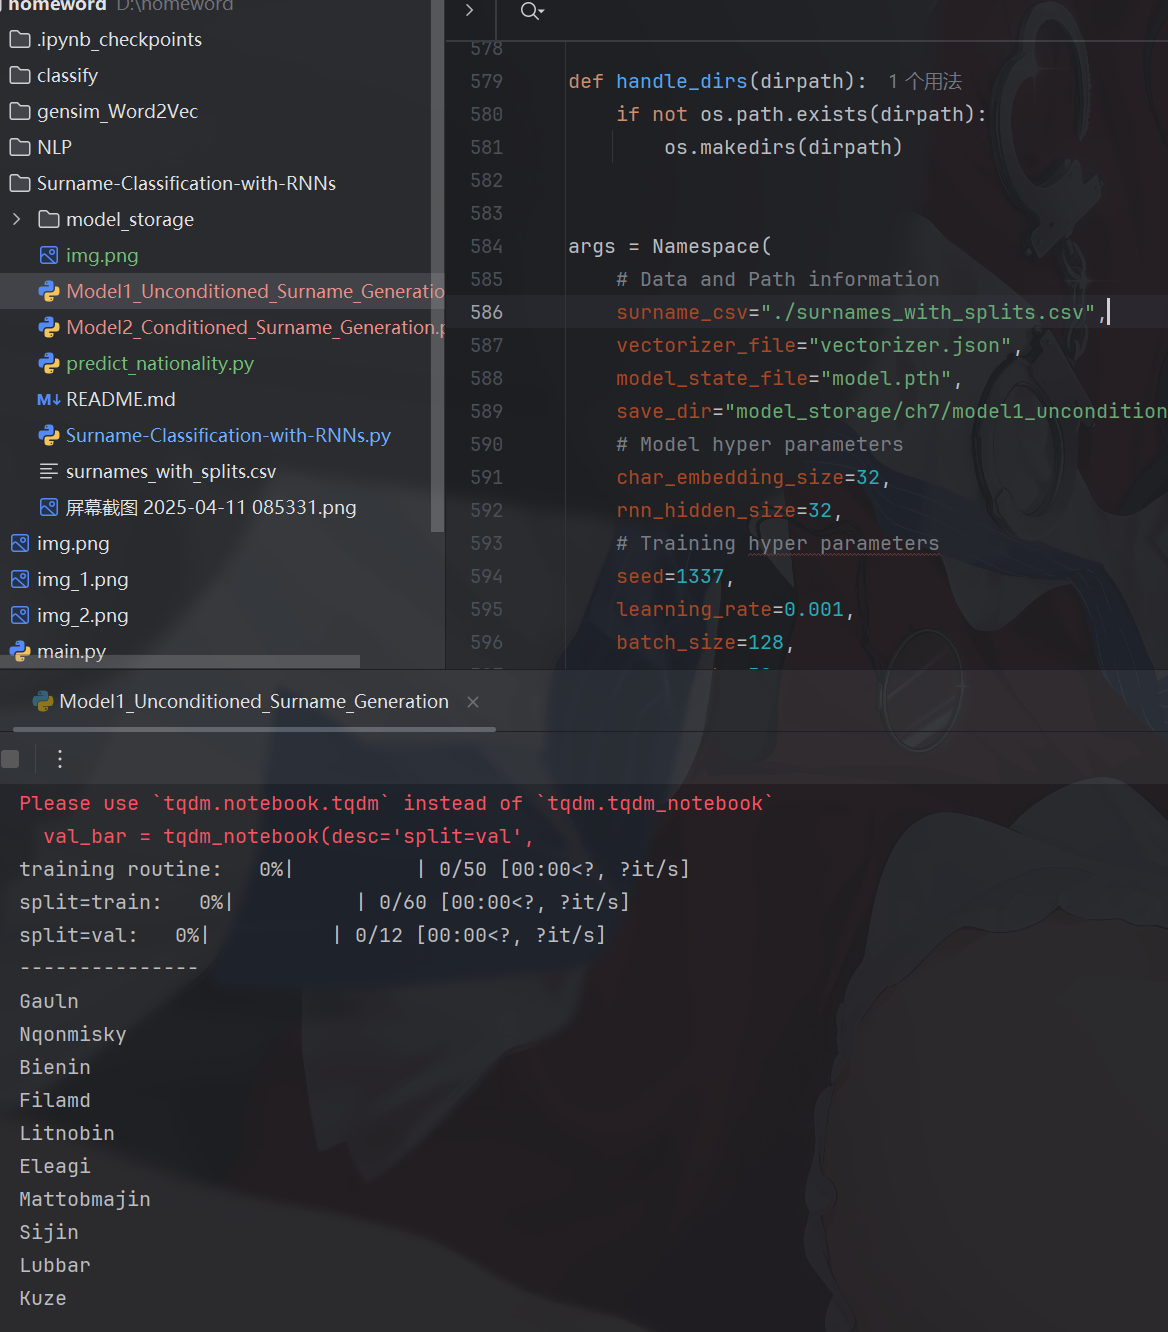 homeword D:\homeword
.ipynb_checkpoints
classify
gensim_Word2Vec
NLP
Surname-Classification-with-RNNs
model_storage
img.png
Model1_Unconditioned_Surname_Generatio
Model2_Conditioned_Surname_Generation.p
predict_nationality.py
README.md
Surname-Classification-with-RNNs.py
surnames_with_splits.csv
屏幕截图 2025-04-11 085331.png
img.png
img_1.png
img_2.png
main.py
578
579 def handle_dirs(dirpath): 1 个用法
580 if not os.path.exists(dirpath):
581 os.makedirs(dirpath)
582
583
584 args = Namespace(
585 # Data and Path information
586 surname_csv="./surnames_with_splits.csv",
587 vectorizer_file="vectorizer.json",
588 model_state_file="model.pth",
589 save_dir="model_storage/ch7/model1_uncondition
590 # Model hyper parameters
591 char_embedding_size=32,
592 rnn_hidden_size=32,
593 # Training hyper parameters
594 seed=1337,
595 learning_rate=0.001,
596 batch_size=128,
Model1_Unconditioned_Surname_Generation
Please use `tqdm.notebook.tqdm` instead of `tqdm.tqdm_notebook`
val_bar = tqdm_notebook(desc='split=val',
training routine:   0%|          | 0/50 [00:00<?, ?it/s]
split=train:   0%|          | 0/60 [00:00<?, ?it/s]
split=val:   0%|          | 0/12 [00:00<?, ?it/s]
---------------
Gauln
Nqonmisky
Bienin
Filamd
Litnobin
Eleagi
Mattobmajin
Sijin
Lubbar
Kuze